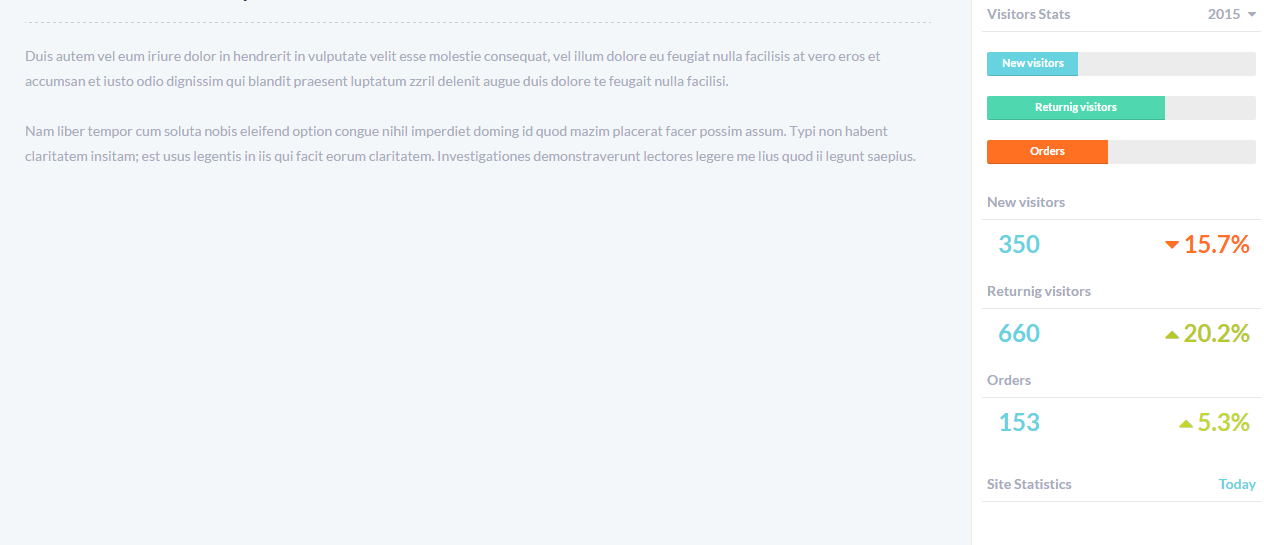 Duis autem vel eum iriure dolor in hendrerit in vulputate velit esse molestie consequat, vel illum dolore eu feugiat nulla facilisis at vero eros et
accumsan et iusto odio dignissim qui blandit praesent luptatum zzril delenit augue duis dolore te feugait nulla facilisi.
Nam liber tempor cum soluta nobis eleifend option congue nihil imperdiet doming id quod mazim placerat facer possim assum. Typi non habent
claritatem insitam; est usus legentis in iis qui facit eorum claritatem. Investigationes demonstraverunt lectores legere me lius quod ii legunt saepius.
Visitors Stats 2015
New visitors
Returnig visitors
Orders
New visitors
350 15.7%
Returnig visitors
660 20.2%
Orders
153 5.3%
Site Statistics Today